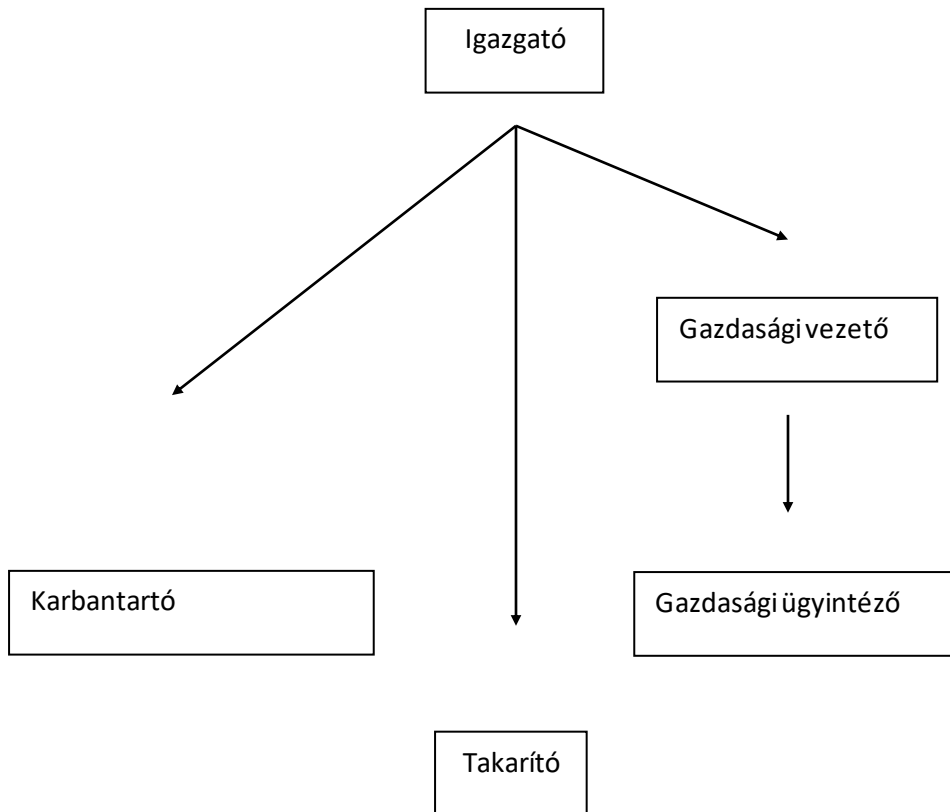 Igazgató
Gazdasági vezető
Karbantartó
Gazdasági ügyintéző
Takarító